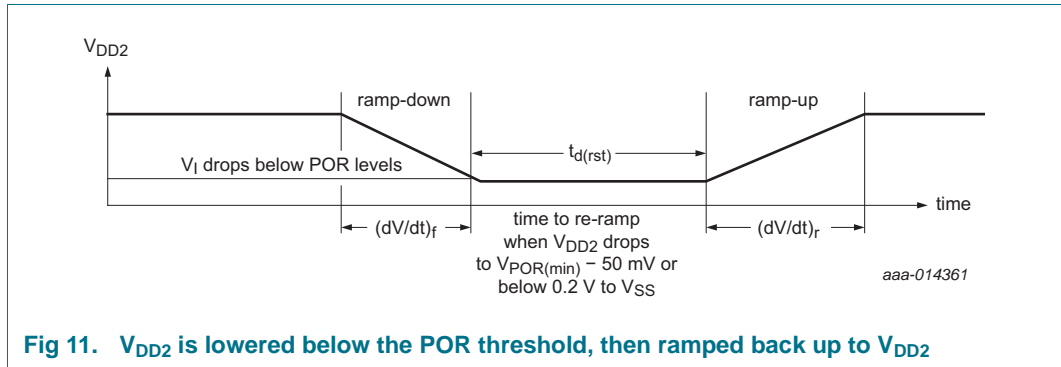 VDD2
ramp-down
ramp-up
td(rst)
VI drops below POR levels
time
(dV/dt)f
time to re-ramp
when VDD2 drops
to VPOR(min) − 50 mV or
below 0.2 V to VSS
(dV/dt)r
aaa-014361
Fig 11. VDD2 is lowered below the POR threshold, then ramped back up to VDD2